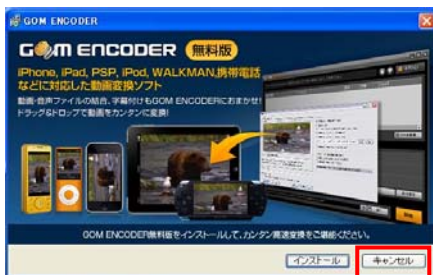 GOM ENCODER
GOM ENCODER 無料版
iPhone, iPad, PSP, iPod, WALKMAN,携帯電話
などに対応した動画変換ソフト
動画・音声ファイルの結合、字幕付けもGOM ENCODERにおまかせ!
ドラッグ&ドロップで動画をカンタンに変換!
GOM ENCODER無料版をインストールして、カンタン高速変換をご堪能ください。
インストール
キャンセル